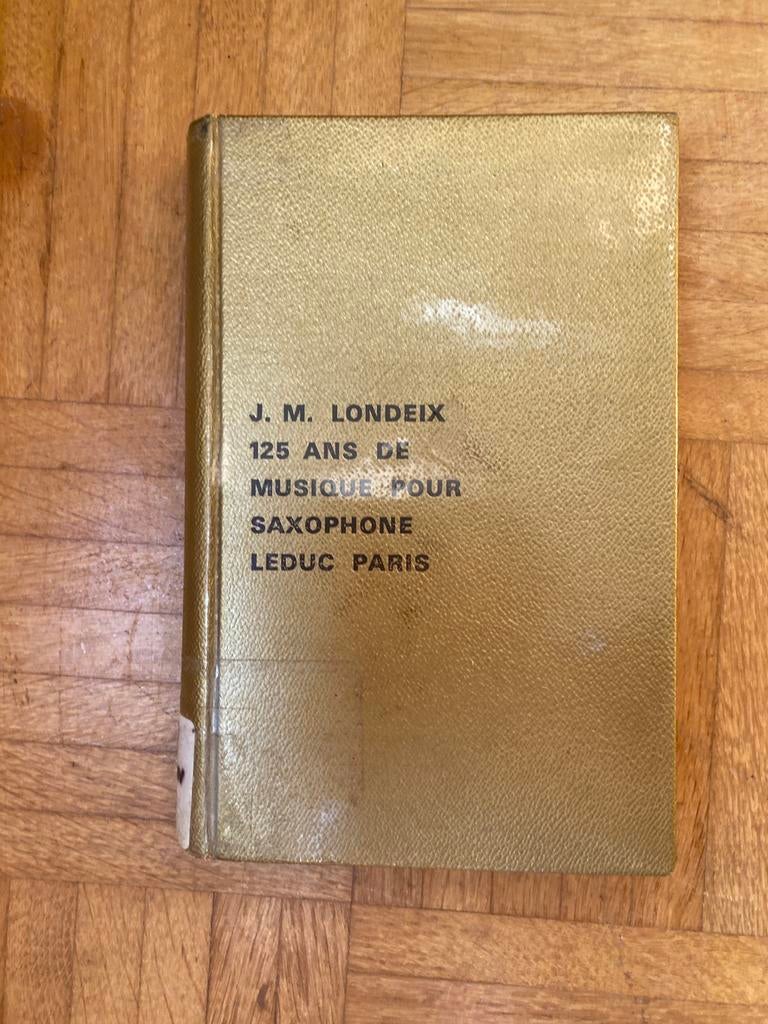 J. M. LONDEIX
125 ANS DE
MUSIQUE POUR
SAXOPHONE
LEDUC PARIS